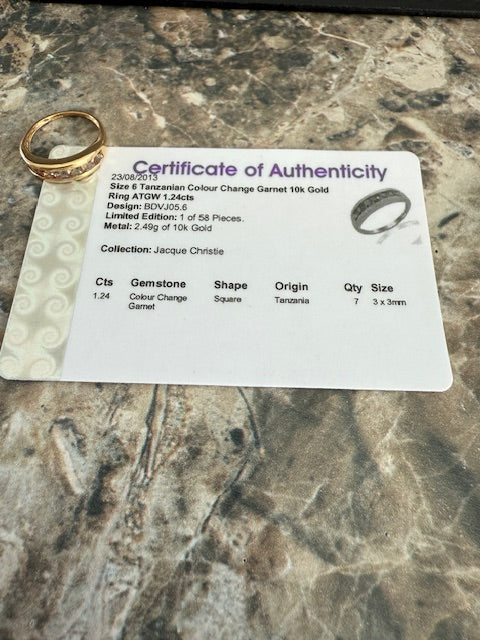 Certificate of Authenticity
23/08/2013
Size 6 Tanzanian Colour Change Garnet 10k Gold
Ring ATGW 1.24cts
Design: BDVJ05.6
Limited Edition: 1 of 58 Pieces.
Metal: 2.49g of 10k Gold
Collection: Jacque Christie
Cts Gemstone Shape Origin Qty Size
1.24 Colour Change Square Tanzania 7 3 x 3mm
Garnet